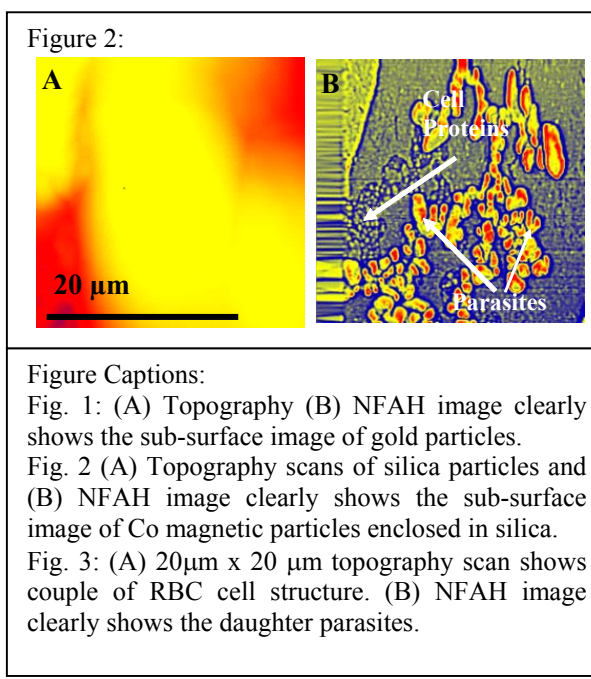 Figure 2:
A
B
Cell
Proteins
20 µm
Parasites
Figure Captions:
Fig. 1: (A) Topography (B) NFAH image clearly
shows the sub-surface image of gold particles.
Fig. 2 (A) Topography scans of silica particles and
(B) NFAH image clearly shows the sub-surface
image of Co magnetic particles enclosed in silica.
Fig. 3: (A) 20µm x 20 µm topography scan shows
couple of RBC cell structure. (B) NFAH image
clearly shows the daughter parasites.